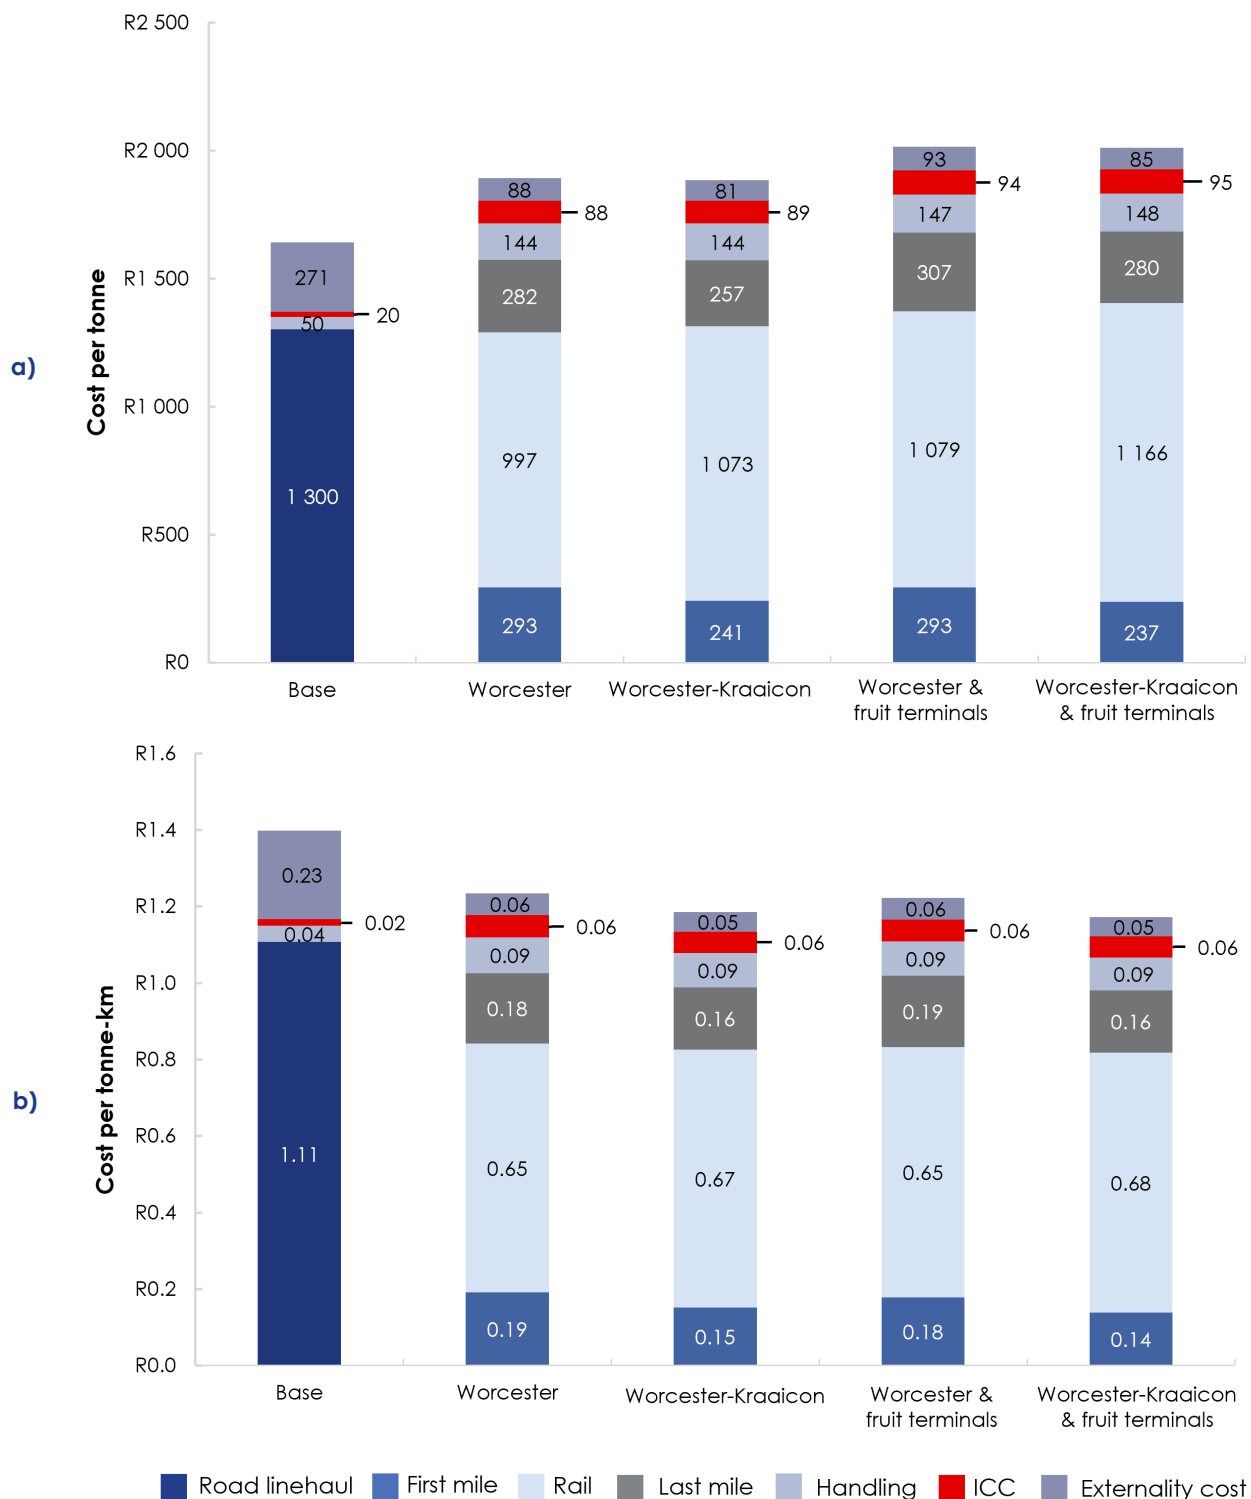 a)
Cost per tonne
R2 500
R2 000
R1 500
R1 000
R500
R0
271
20
50
1 300
88
88
144
282
997
293
81
89
144
257
1 073
241
93
94
147
307
1 079
293
85
95
148
280
1 166
237
Base
Worcester
Worcester-Kraaicon
Worcester &
fruit terminals
Worcester-Kraaicon
& fruit terminals
b)
Cost per tonne-km
R1.6
R1.4
R1.2
R1.0
R0.8
R0.6
R0.4
R0.2
R0.0
0.23
0.02
0.04
1.11
0.06
0.06
0.09
0.18
0.65
0.19
0.05
0.06
0.09
0.16
0.67
0.15
0.06
0.06
0.09
0.19
0.65
0.18
0.05
0.06
0.09
0.16
0.68
0.14
Base
Worcester
Worcester-Kraaicon
Worcester &
fruit terminals
Worcester-Kraaicon
& fruit terminals
Road linehaul First mile Rail Last mile Handling ICC Externality cost